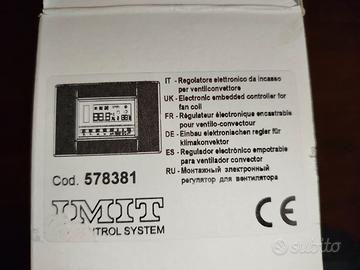 IT - Regolatore elettronico da incasso
per ventilconvettore
UK - Electronic embedded controller for
fan coil
FR - Régulateur électronique encastrable
pour ventilo-convectour
DE - Einbau elektronischen regler für
klimakonvektor
ES - Regulador electrónico empotrable
para ventilador convector
RU - Монтажный электронный
регулятор для вентилятора
Cod. 578381
IMIT
CONTROL SYSTEM
CE
subito